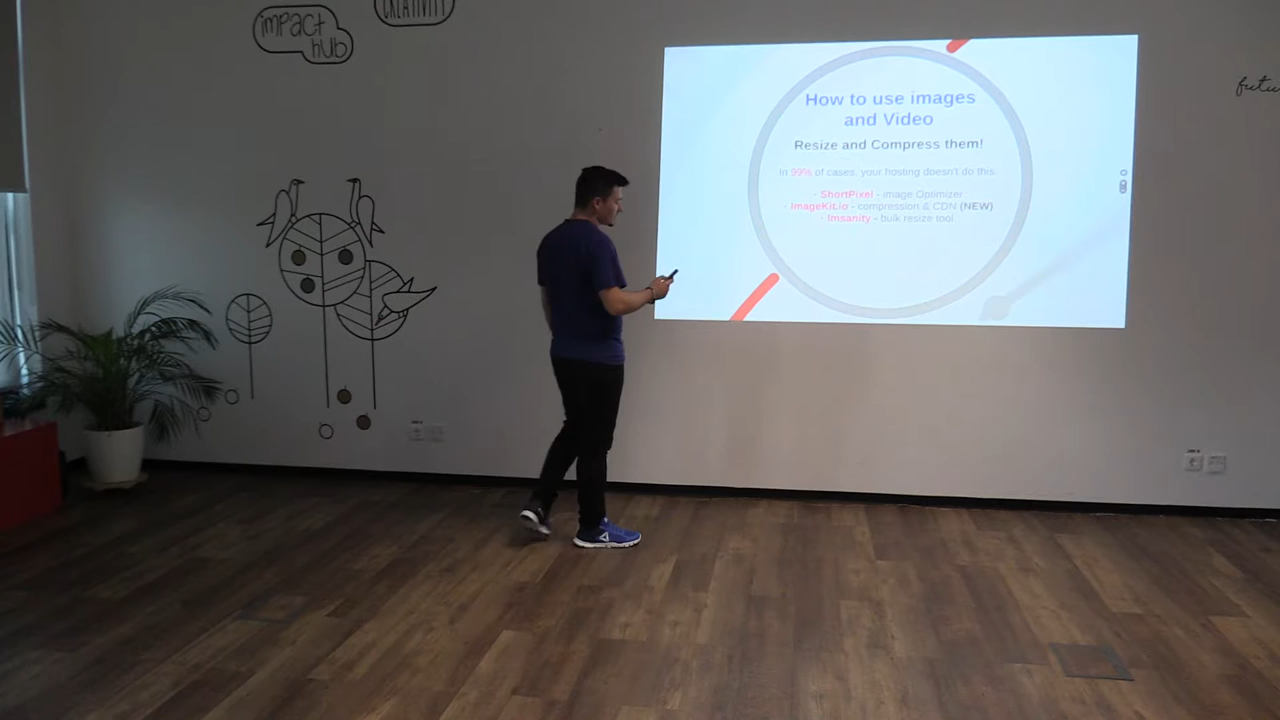 impact
hub
CREATIVITY
How to use images
and Video
Resize and Compress them!
In 99% of cases, your hosting doesn't do this.
- ShortPixel - image Optimizer
- ImageKit.io - compression & CDN (NEW)
- Imsanity - bulk resize tool